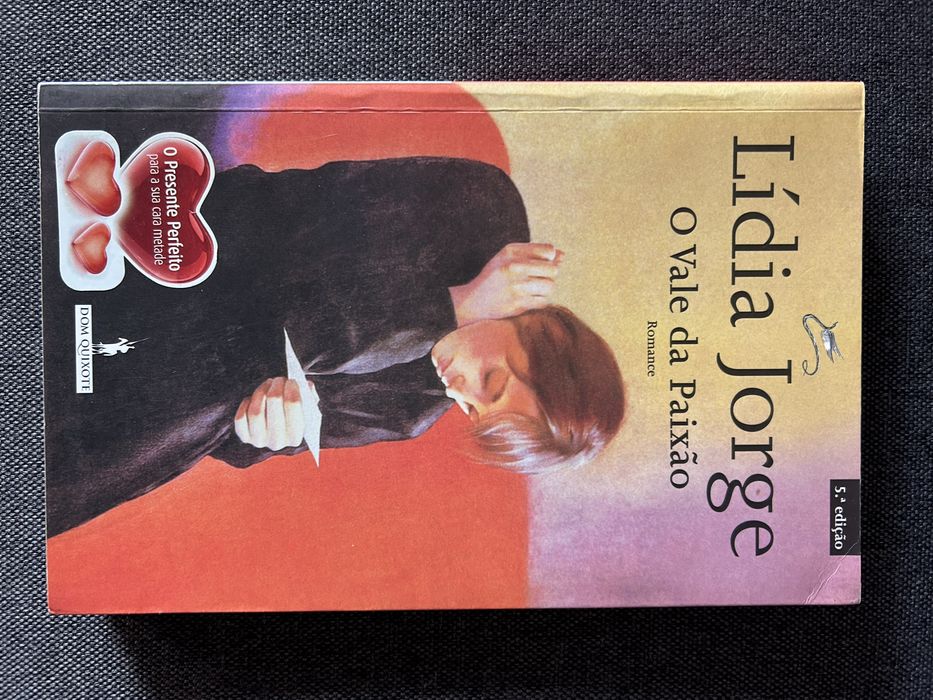 5.ª edição
Lídia Jorge
O Vale da Paixão
Romance
O Presente Perfeito
para a sua cara metade
DOM QUIXOTE